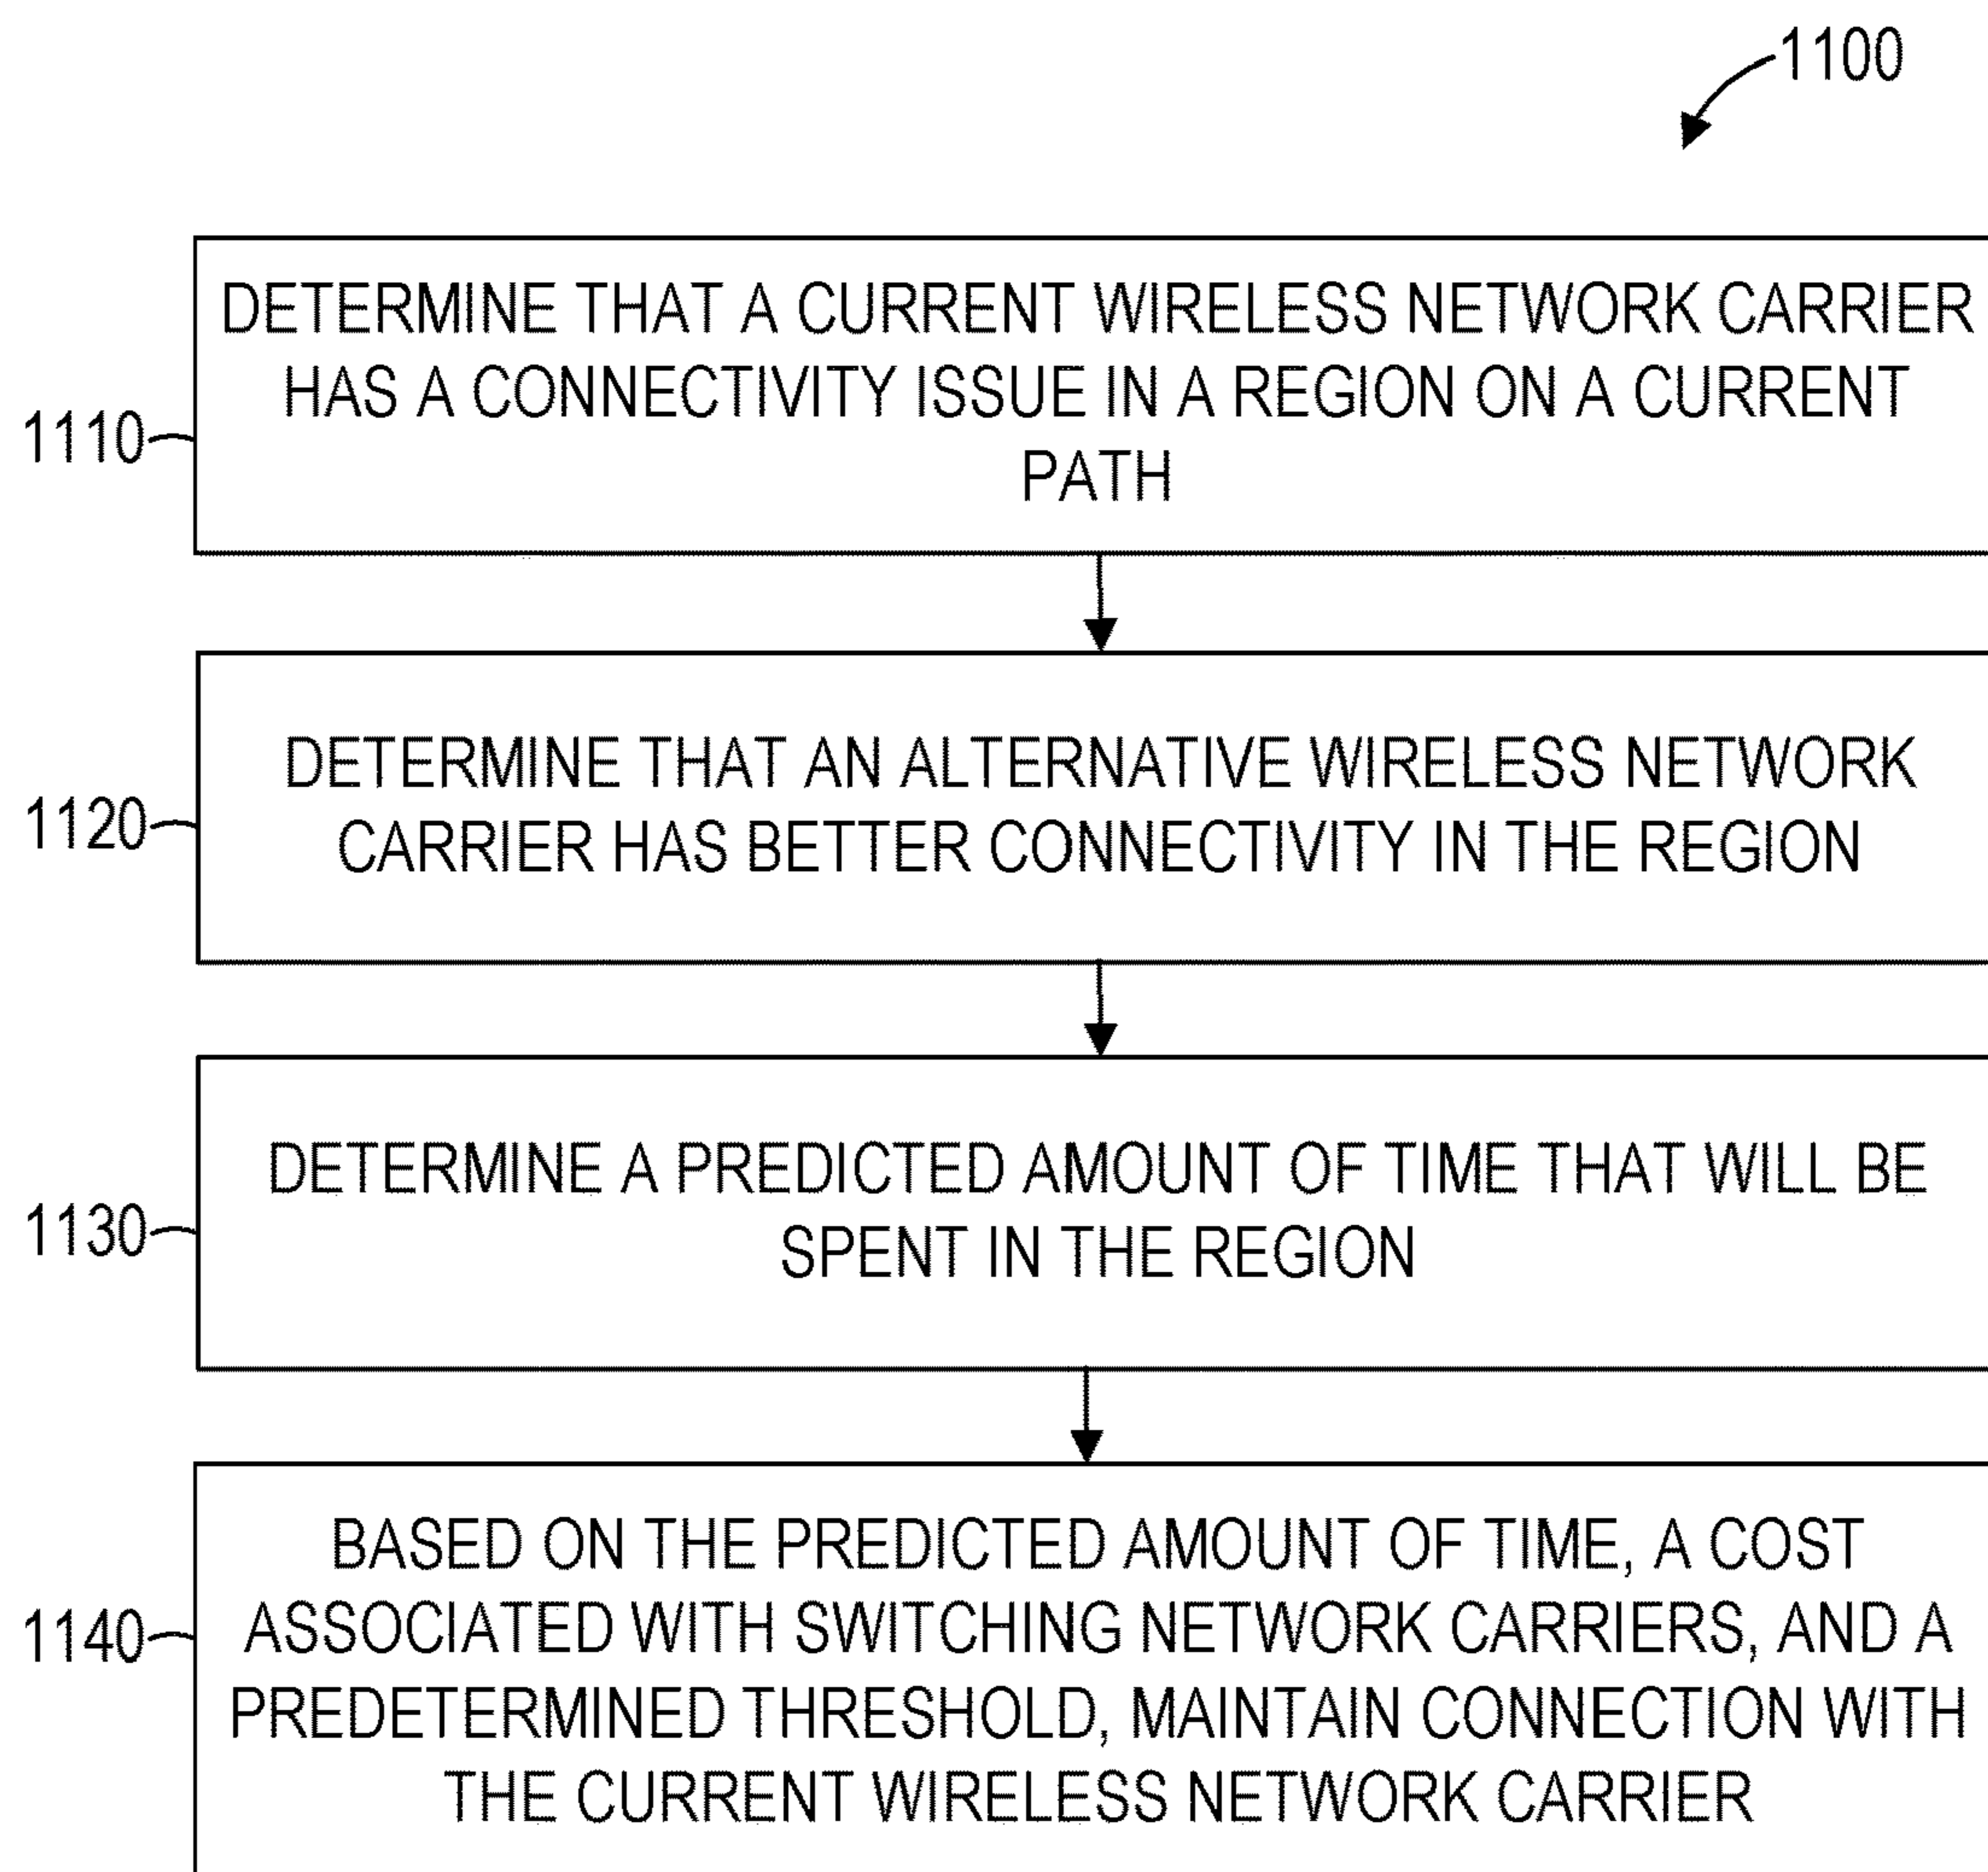 1100
DETERMINE THAT A CURRENT WIRELESS NETWORK CARRIER
HAS A CONNECTIVITY ISSUE IN A REGION ON A CURRENT
PATH
1110
DETERMINE THAT AN ALTERNATIVE WIRELESS NETWORK
CARRIER HAS BETTER CONNECTIVITY IN THE REGION
1120
DETERMINE A PREDICTED AMOUNT OF TIME THAT WILL BE
SPENT IN THE REGION
1130
BASED ON THE PREDICTED AMOUNT OF TIME, A COST
ASSOCIATED WITH SWITCHING NETWORK CARRIERS, AND A
PREDETERMINED THRESHOLD, MAINTAIN CONNECTION WITH
THE CURRENT WIRELESS NETWORK CARRIER
1140